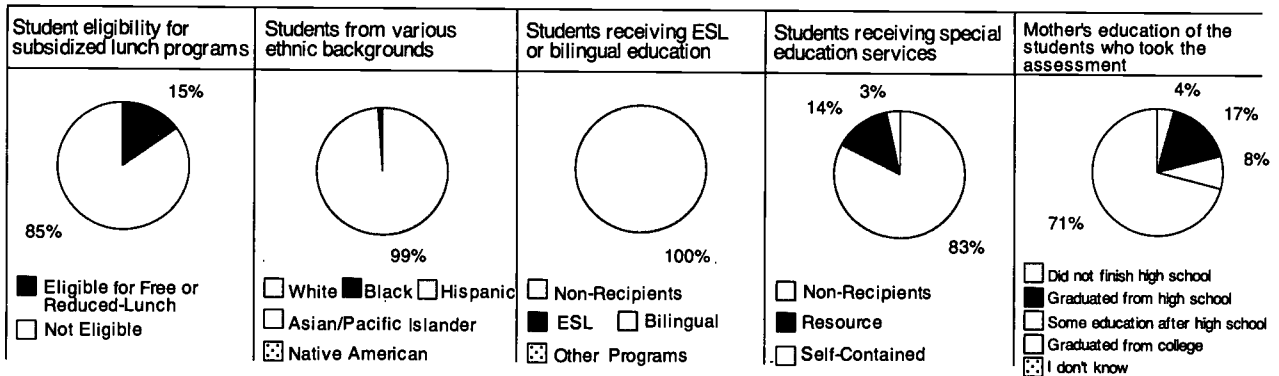 Student eligibility for
subsidized lunch programs
15%
85%
Eligible for Free or
Reduced-Lunch
Not Eligible
Students from various
ethnic backgrounds
99%
White Black Hispanic
Asian/Pacific Islander
Native American
Students receiving ESL
or bilingual education
100%
Non-Recipients
ESL Bilingual
Other Programs
Students receiving special
education services
3%
14%
83%
Non-Recipients
Resource
Self-Contained
Mother's education of the
students who took the
assessment
4%
17%
8%
71%
Did not finish high school
Graduated from high school
Some education after high school
Graduated from college
I don't know